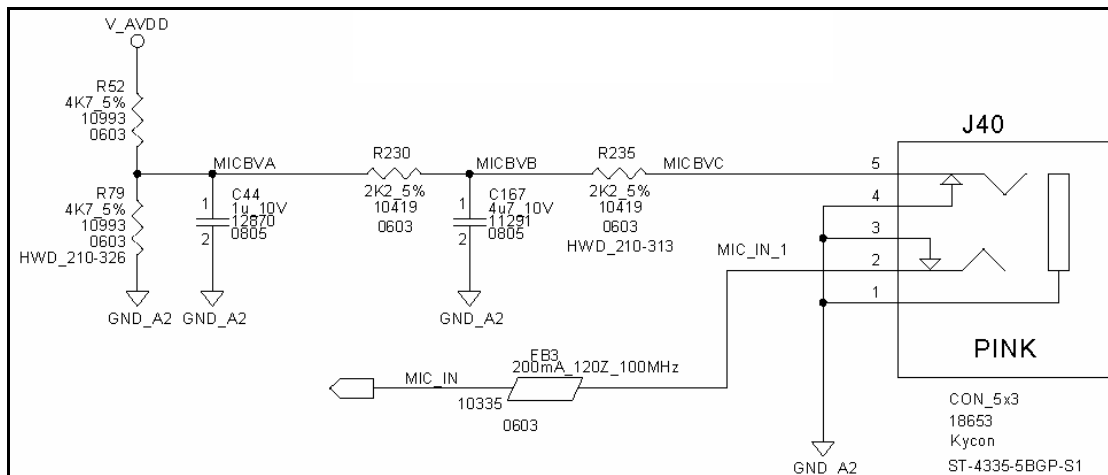 V_AVDD
R52
4K7_5%
10993
0603
R79
4K7_5%
10993
0603
HWD_210-326
GND_A2
MICBVA
1
2
C44
1u_10V
12870
0805
GND_A2
R230
2K2_5%
10419
0603
MICBVB
1
2
C167
4u7_10V
11291
0805
GND_A2
R235
2K2_5%
10419
0603
HWD_210-313
MICBVC
MIC_IN_1
J40
5
4
3
2
1
PINK
CON_5x3
18653
Kycon
ST-4335-5BGP-S1
GND_A2
MIC_IN
FB3
200mA_120Z_100MHz
10335
0603